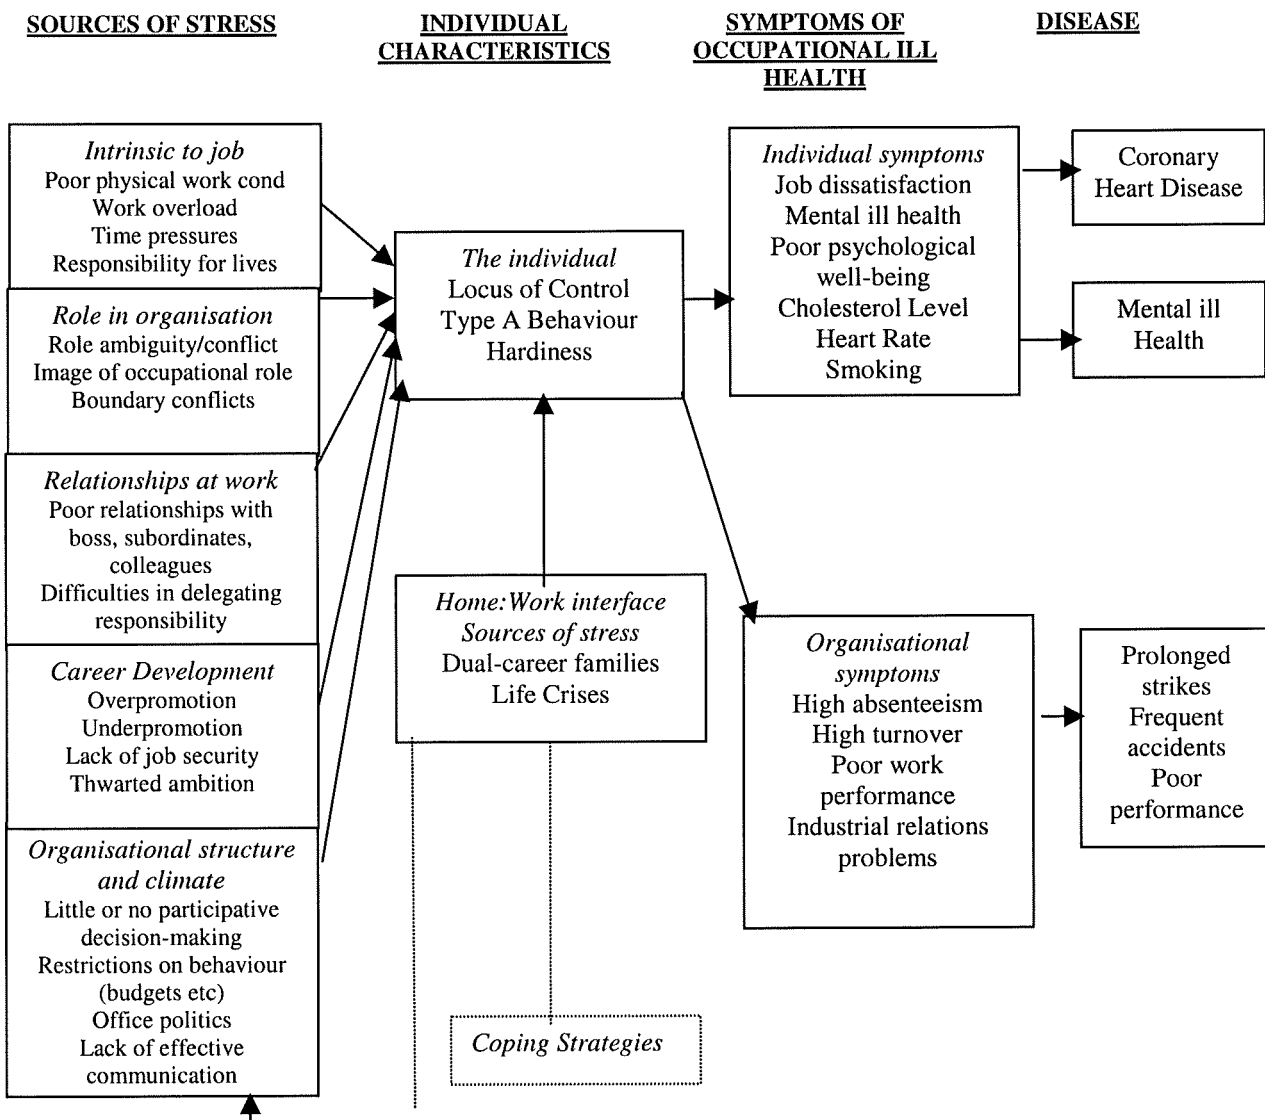 SOURCES OF STRESS
INDIVIDUAL
CHARACTERISTICS
SYMPTOMS OF
OCCUPATIONAL ILL
HEALTH
DISEASE
Intrinsic to job
Poor physical work cond
Work overload
Time pressures
Responsibility for lives
Role in organisation
Role ambiguity/conflict
Image of occupational role
Boundary conflicts
Relationships at work
Poor relationships with
boss, subordinates,
colleagues
Difficulties in delegating
responsibility
Career Development
Overpromotion
Underpromotion
Lack of job security
Thwarted ambition
Organisational structure
and climate
Little or no participative
decision-making
Restrictions on behaviour
(budgets etc)
Office politics
Lack of effective
communication
The individual
Locus of Control
Type A Behaviour
Hardiness
Home:Work interface
Sources of stress
Dual-career families
Life Crises
Coping Strategies
Individual symptoms
Job dissatisfaction
Mental ill health
Poor psychological
well-being
Cholesterol Level
Heart Rate
Smoking
Organisational
symptoms
High absenteeism
High turnover
Poor work
performance
Industrial relations
problems
Coronary
Heart Disease
Mental ill
Health
Prolonged
strikes
Frequent
accidents
Poor
performance